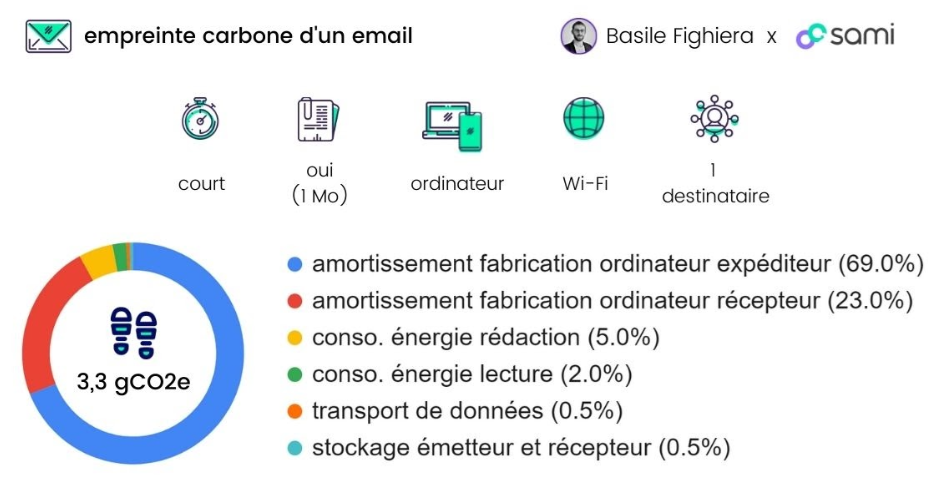 empreinte carbone d'un email
Basile Fighiera x sami
court
oui
(1 Mo)
ordinateur
Wi-Fi
1
destinataire
3,3 gCO2e
amortissement fabrication ordinateur expéditeur (69.0%)
amortissement fabrication ordinateur récepteur (23.0%)
conso. énergie rédaction (5.0%)
conso. énergie lecture (2.0%)
transport de données (0.5%)
stockage émetteur et récepteur (0.5%)